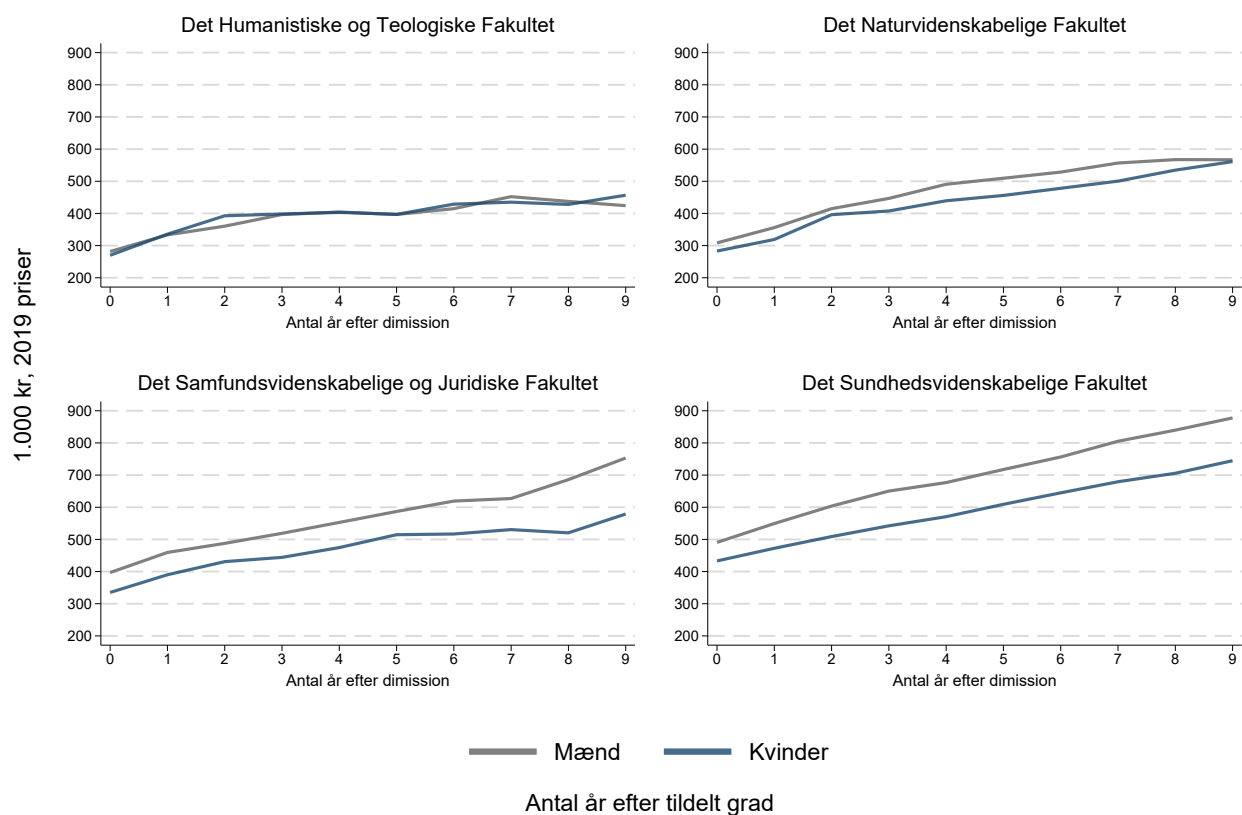 1.000 kr, 2019 priser
Det Humanistiske og Teologiske Fakultet
900
800
700
600
500
400
300
200
0 1 2 3 4 5 6 7 8 9
Antal år efter dimission
Det Naturvidenskabelige Fakultet
900
800
700
600
500
400
300
200
0 1 2 3 4 5 6 7 8 9
Antal år efter dimission
Det Samfundsvidenskabelige og Juridiske Fakultet
900
800
700
600
500
400
300
200
0 1 2 3 4 5 6 7 8 9
Antal år efter dimission
Det Sundhedsvidenskabelige Fakultet
900
800
700
600
500
400
300
200
0 1 2 3 4 5 6 7 8 9
Antal år efter dimission
Mænd Kvinder
Antal år efter tildelt grad